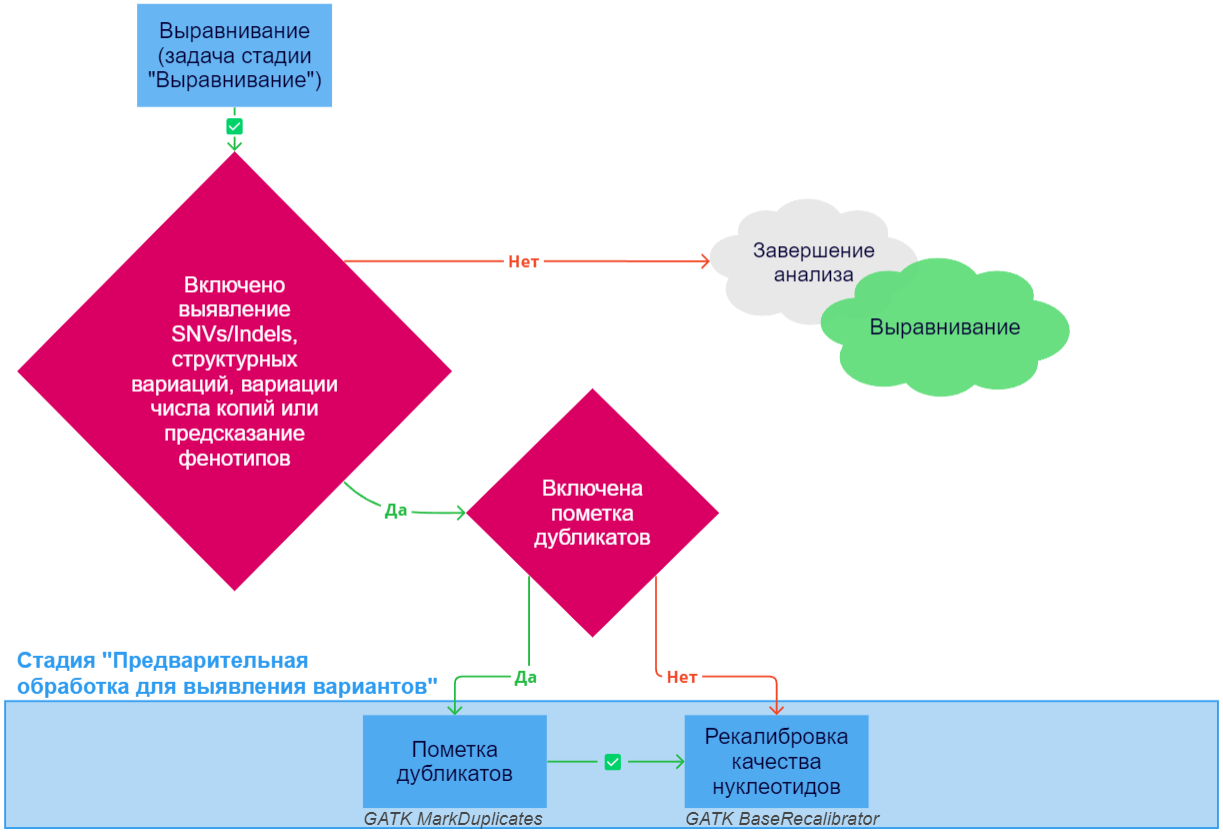 Выравнивание
(задача стадии
"Выравнивание")
Нет
Завершение
анализа
Выравнивание
Включено
выявление
SNVs/Indels,
структурных
вариаций, вариации
числа копий или
предсказание
фенотипов
Да
Включена
пометка
дубликатов
Да
Нет
Стадия "Предварительная
обработка для выявления вариантов"
Пометка
дубликатов
GATK MarkDuplicates
Рекалибровка
качества
нуклеотидов
GATK BaseRecalibrator